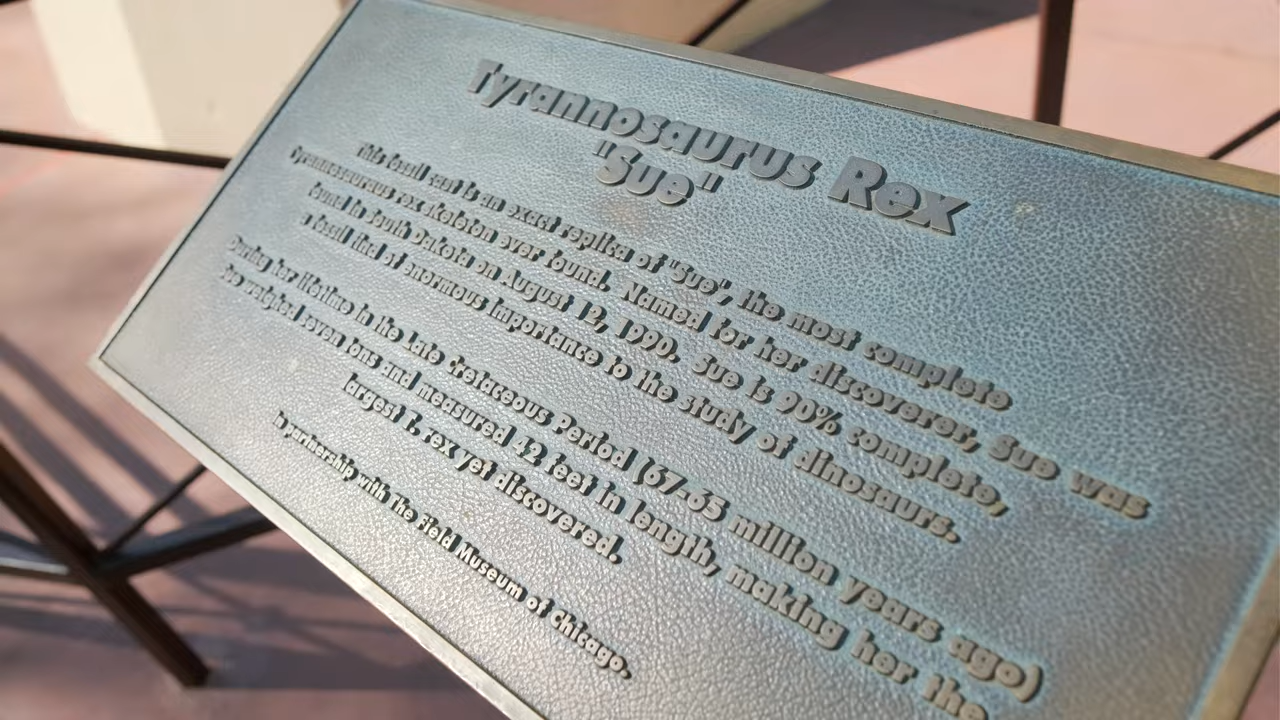 Tyrannosaurus Rex
"Sue"
This fossil cast is an exact replica of "Sue", the most complete
Tyrannosauraus rex skeleton ever found. Named for her discoverer, Sue was
found in South Dakota on August 12, 1990. Sue is 90% complete,
a fossil find of enormous importance to the study of dinosaurs.
During her lifetime in the Late Cretaceous Period (67-65 million years ago)
Sue weighed seven tons and measured 42 feet in length, making her the
largest T. rex yet discovered.
In partnership with The Field Museum of Chicago.